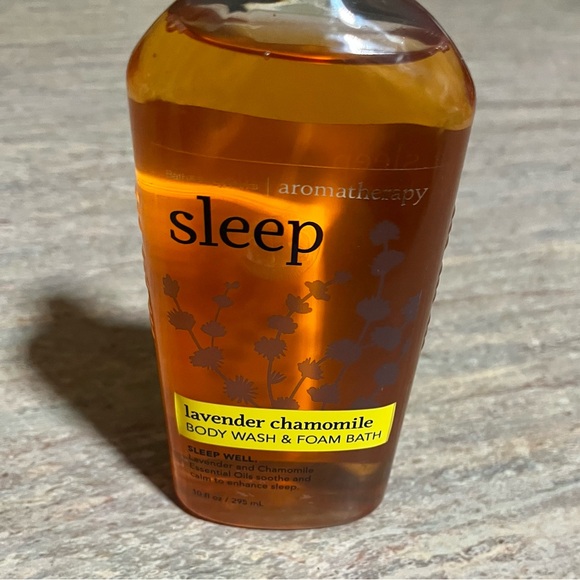 | aromatherapy
sleep
lavender chamomile
BODY WASH & FOAM BATH
SLEEP WELL.
Lavender and Chamomile
Essential Oils soothe and
calm to enhance sleep.
10 fl oz / 295 mL